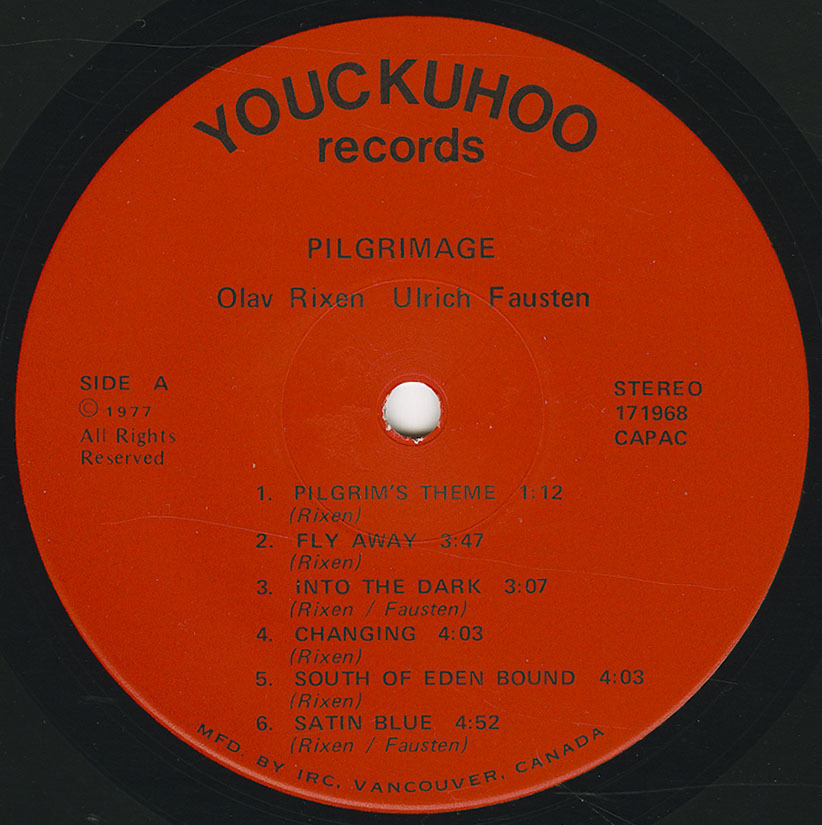 YOUCKUHOO
records
PILGRIMAGE
Olav Rixen Ulrich Fausten
SIDE A
© 1977
All Rights
Reserved
STEREO
171968
CAPAC
1. PILGRIM'S THEME 1:12
(Rixen)
2. FLY AWAY 3:47
(Rixen)
3. iNTO THE DARK 3:07
(Rixen / Fausten)
4. CHANGING 4:03
(Rixen)
5. SOUTH OF EDEN BOUND 4:03
(Rixen)
6. SATIN BLUE 4:52
(Rixen / Fausten)
MFD. BY IRC, VANCOUVER, CANADA